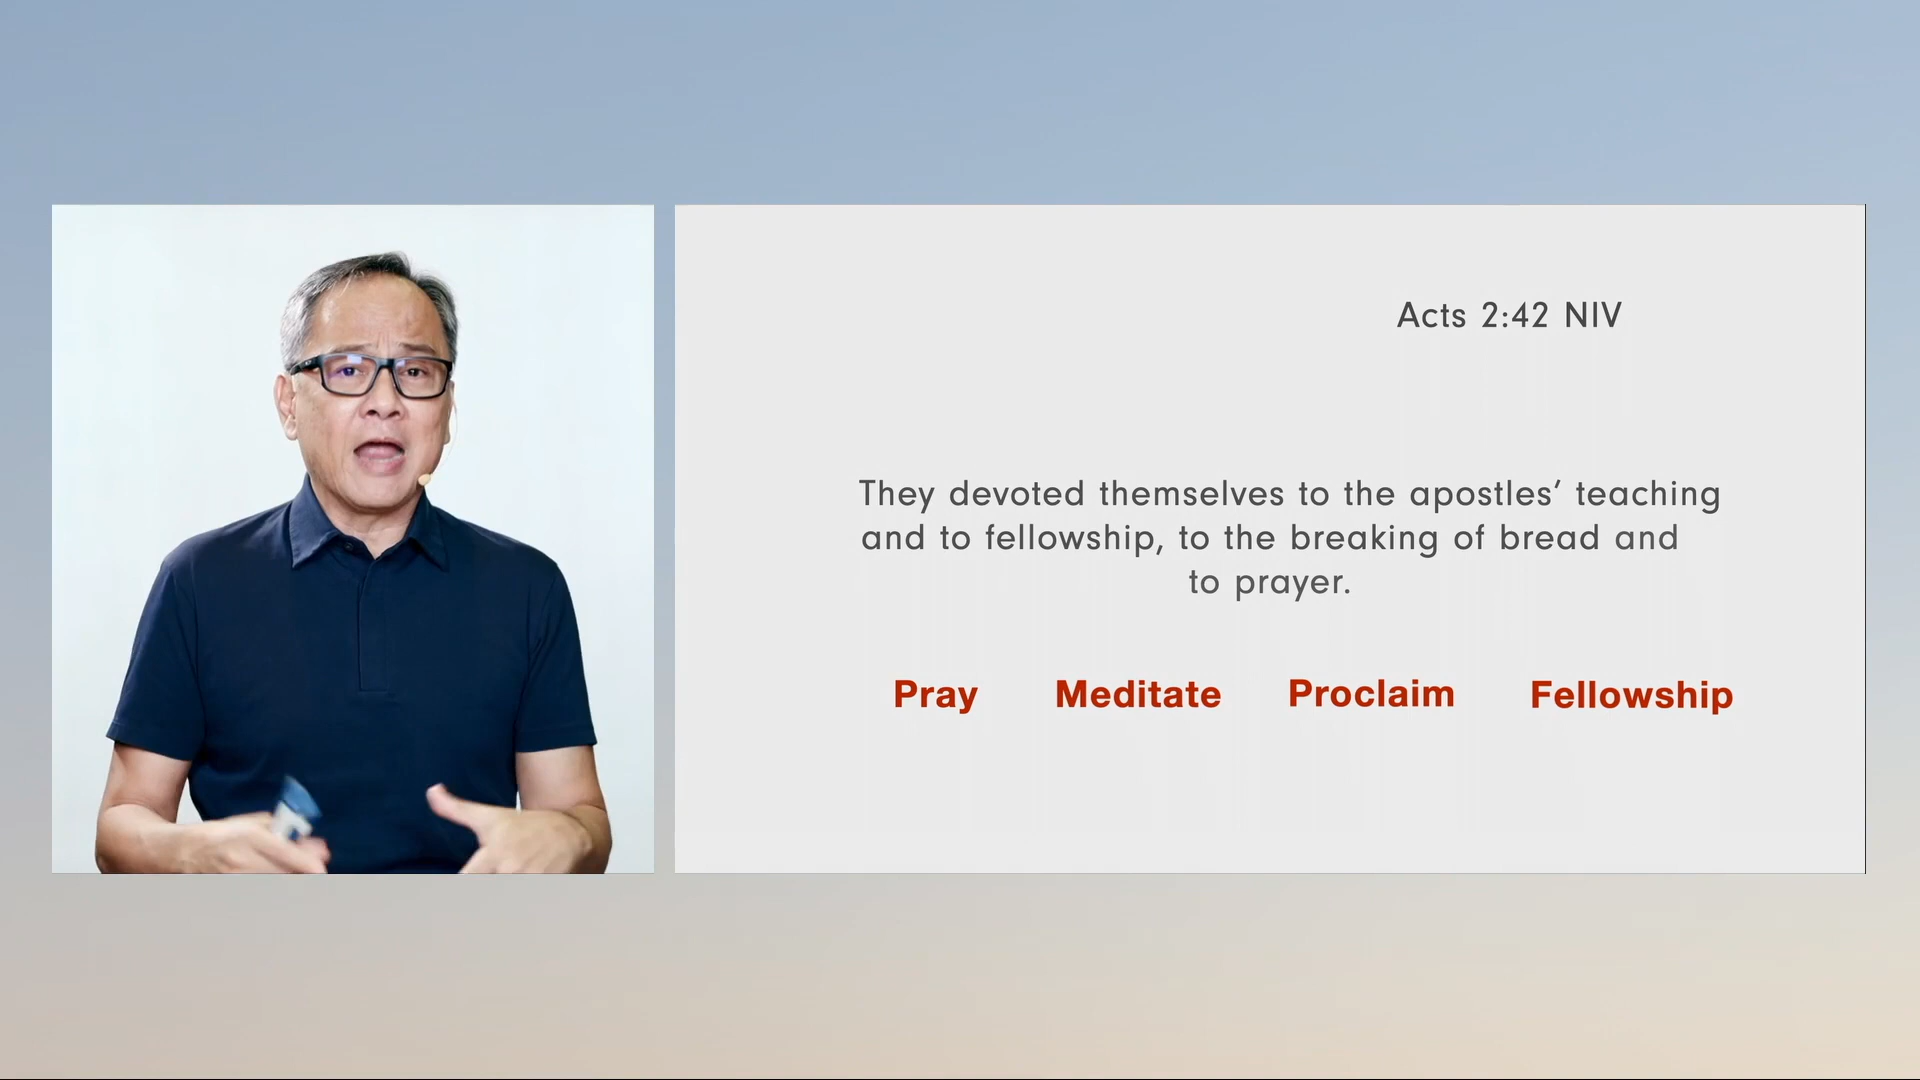 Acts 2:42 NIV
They devoted themselves to the apostles’ teaching
and to fellowship, to the breaking of bread and
to prayer.
Pray Meditate Proclaim Fellowship